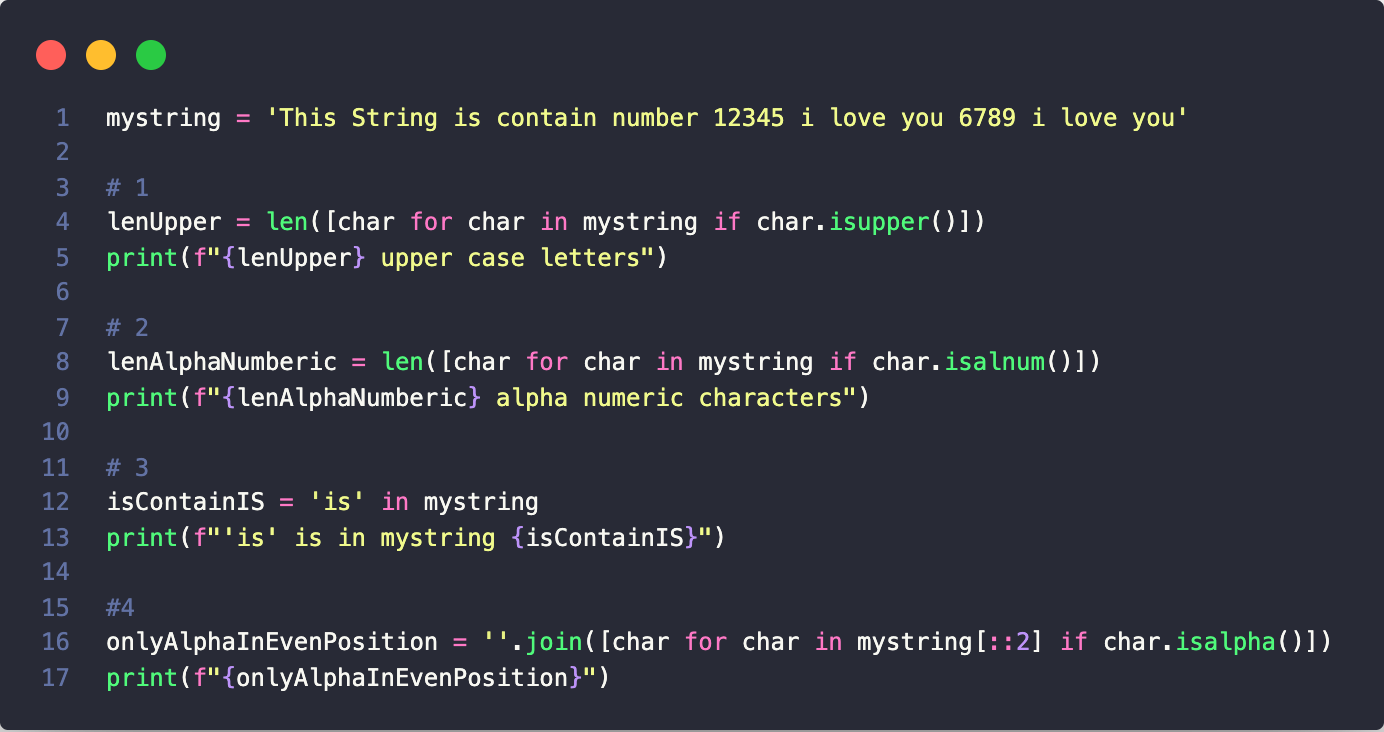 1 mystring = 'This String is contain number 12345 i love you 6789 i love you'
2
3 # 1
4 lenUpper = len([char for char in mystring if char.isupper()])
5 print(f"{lenUpper} upper case letters")
6
7 # 2
8 lenAlphaNumberic = len([char for char in mystring if char.isalnum()])
9 print(f"{lenAlphaNumberic} alpha numeric characters")
10
11 # 3
12 isContainIS = 'is' in mystring
13 print(f"'is' is in mystring {isContainIS}")
14
15 #4
16 onlyAlphaInEvenPosition = ''.join([char for char in mystring[::2] if char.isalpha()])
17 print(f"{onlyAlphaInEvenPosition}")